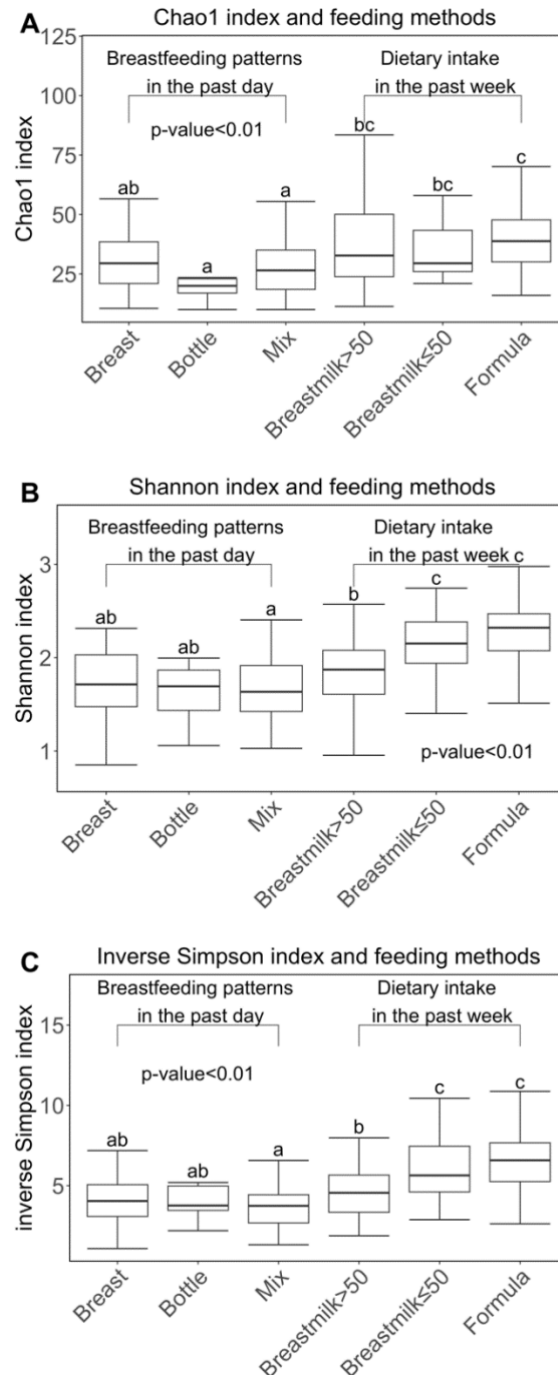 A
Chao1 index and feeding methods
125
100
75
50
25
Chao1 index
Breastfeeding patterns
in the past day
Dietary intake
in the past week
p-value<0.01
ab
a
a
bc
bc
c
Breast
Bottle
Mix
Breastmilk>50
Breastmilk≤50
Formula
B
Shannon index and feeding methods
3
2
1
Shannon index
Breastfeeding patterns
in the past day
Dietary intake
in the past week
ab
ab
a
b
c
c
p-value<0.01
Breast
Bottle
Mix
Breastmilk>50
Breastmilk≤50
Formula
C
Inverse Simpson index and feeding methods
15
10
5
inverse Simpson index
Breastfeeding patterns
in the past day
Dietary intake
in the past week
p-value<0.01
ab
ab
a
b
c
c
Breast
Bottle
Mix
Breastmilk>50
Breastmilk≤50
Formula